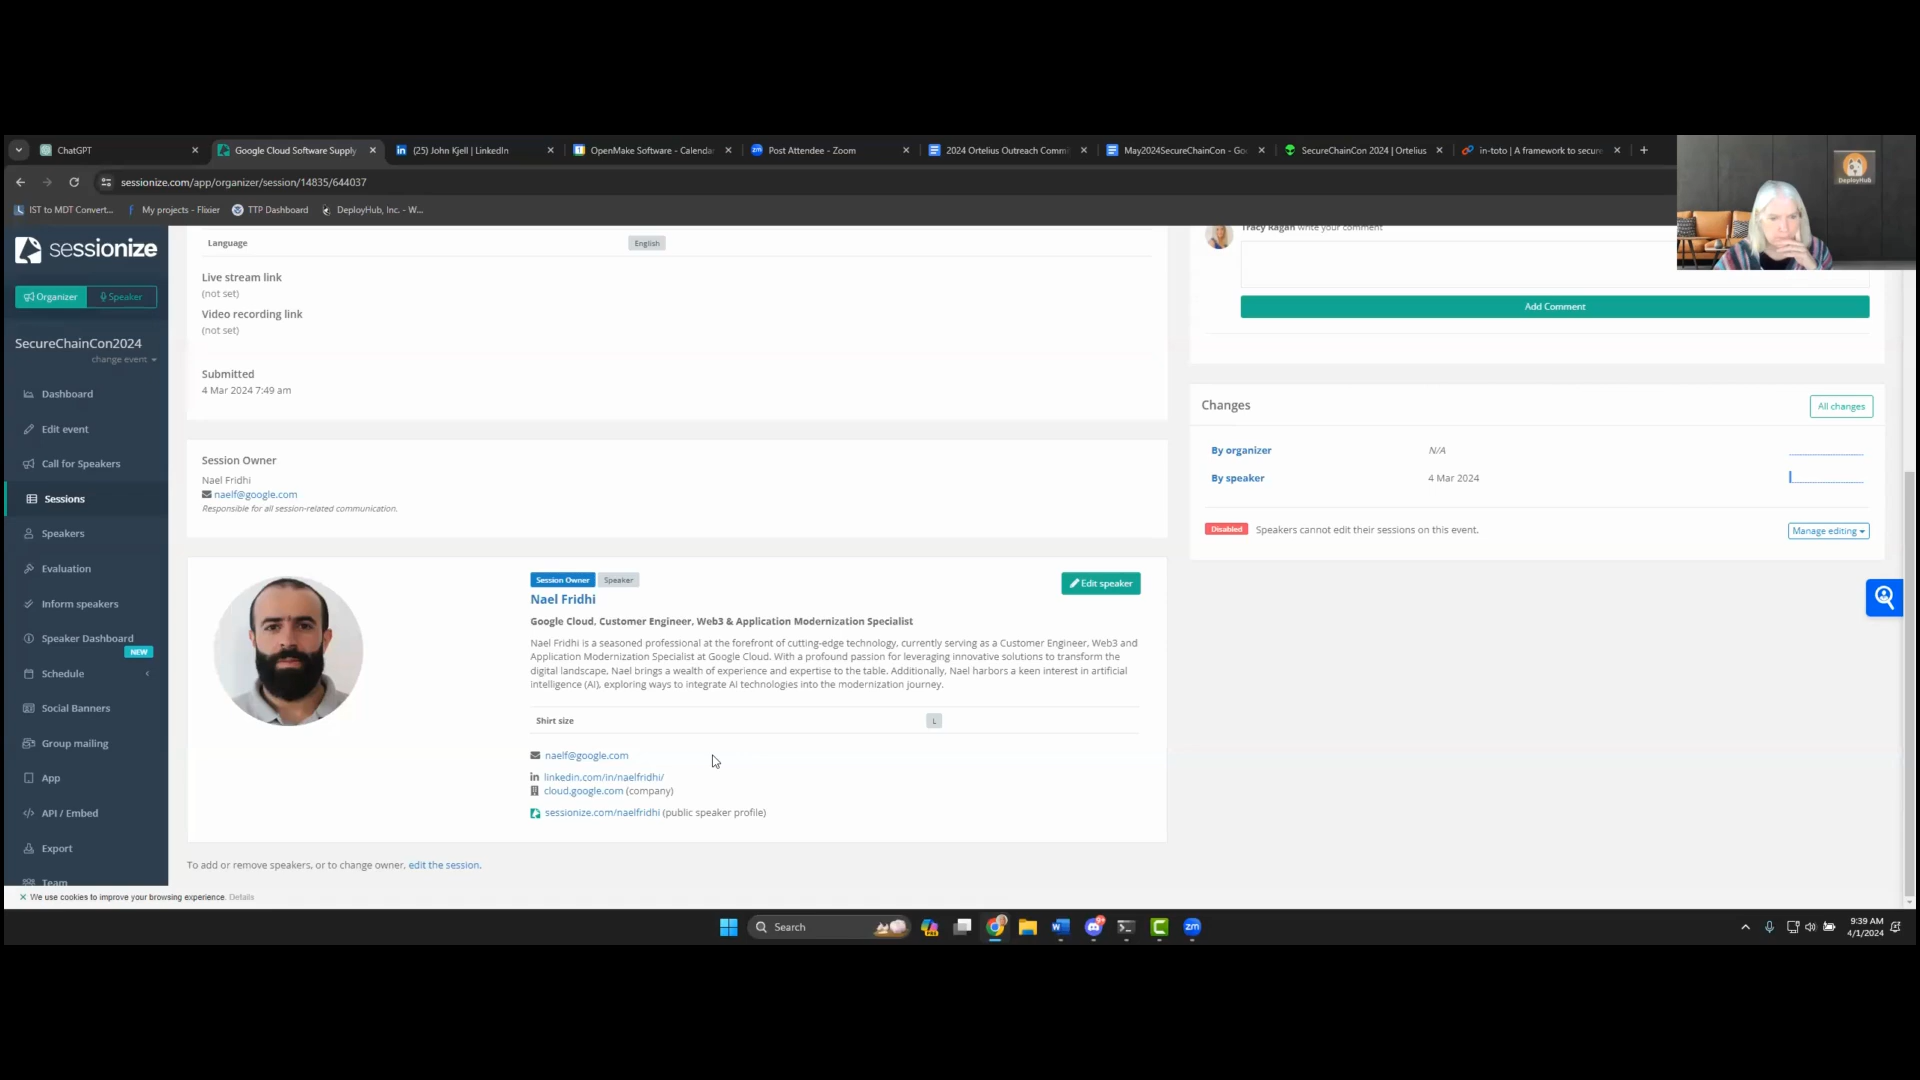 ChatGPT
Google Cloud Software Supply
(25) John Kjell | LinkedIn
OpenMake Software - Calenda
Post Attendee - Zoom
2024 Ortelius Outreach Commi
May2024SecureChainCon - Go
SecureChainCon 2024 | Ortelius
in-toto | A framework to secure
sessionize.com/app/organizer/session/14835/644037
IST to MDT Convert...
My projects - Flixier
TTP Dashboard
DeployHub, Inc. - W...
DeployHub
sessionize
Organizer
Speaker
SecureChainCon2024
change event
Dashboard
Edit event
Call for Speakers
Sessions
Speakers
Evaluation
Inform speakers
Speaker Dashboard
NEW
Schedule
Social Banners
Group mailing
App
API / Embed
Export
Team
Language
English
Live stream link
(not set)
Video recording link
(not set)
Submitted
4 Mar 2024 7:49 am
Session Owner
Nael Fridhi
naelf@google.com
Responsible for all session-related communication.
Session Owner
Speaker
Edit speaker
Nael Fridhi
Google Cloud, Customer Engineer, Web3 & Application Modernization Specialist
Nael Fridhi is a seasoned professional at the forefront of cutting-edge technology, currently serving as a Customer Engineer, Web3 and
Application Modernization Specialist at Google Cloud. With a profound passion for leveraging innovative solutions to transform the
digital landscape, Nael brings a wealth of experience and expertise to the table. Additionally, Nael harbors a keen interest in artificial
intelligence (AI), exploring ways to integrate AI technologies into the modernization journey.
Shirt size
L
naelf@google.com
linkedin.com/in/naelfridhi/
cloud.google.com (company)
sessionize.com/naelfridhi (public speaker profile)
To add or remove speakers, or to change owner, edit the session.
Tracy Ragan write your comment
Add Comment
Changes
All changes
By organizer
N/A
By speaker
4 Mar 2024
Disabled
Speakers cannot edit their sessions on this event.
Manage editing
We use cookies to improve your browsing experience. Details
Search
9:39 AM
4/1/2024